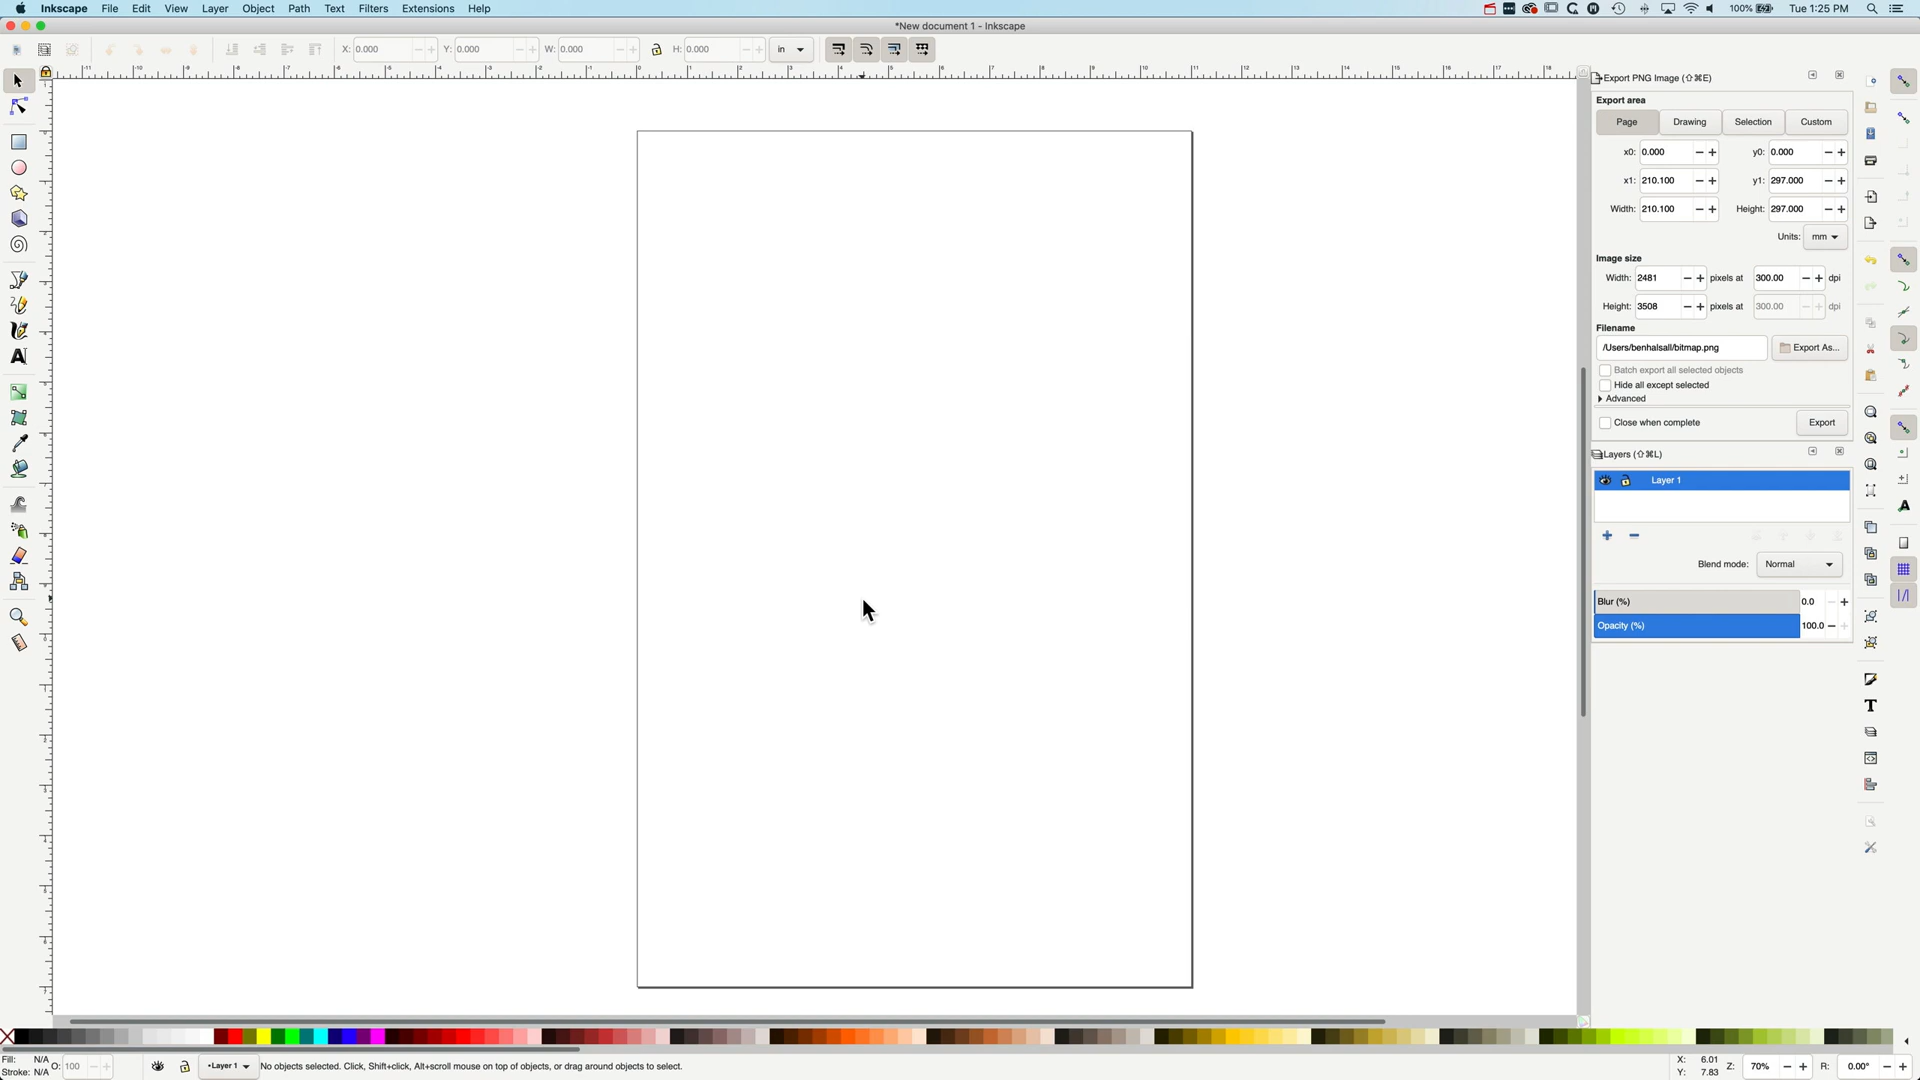 Inkscape File Edit View Layer Object Path Text Filters Extensions Help 100% Tue 1:25 PM
*New document 1 - Inkscape
X: 0.000 Y: 0.000 W: 0.000 H: 0.000 in
Export PNG Image (⇧⌘E)
Export area
Page Drawing Selection Custom
x0: 0.000 y0: 0.000
x1: 210.100 y1: 297.000
Width: 210.100 Height: 297.000
Units: mm
Image size
Width: 2481 pixels at 300.00 dpi
Height: 3508 pixels at 300.00 dpi
Filename
/Users/benhalsall/bitmap.png Export As...
Batch export all selected objects
Hide all except selected
Advanced
Close when complete Export
Layers (⇧⌘L)
Layer 1
Blend mode: Normal
Blur (%) 0.0
Opacity (%) 100.0
Fill: N/A
Stroke: N/A O: 100 •Layer 1 No objects selected. Click, Shift+click, Alt+scroll mouse on top of objects, or drag around objects to select.
X: 6.01
Y: 7.83 Z: 70% R: 0.00°